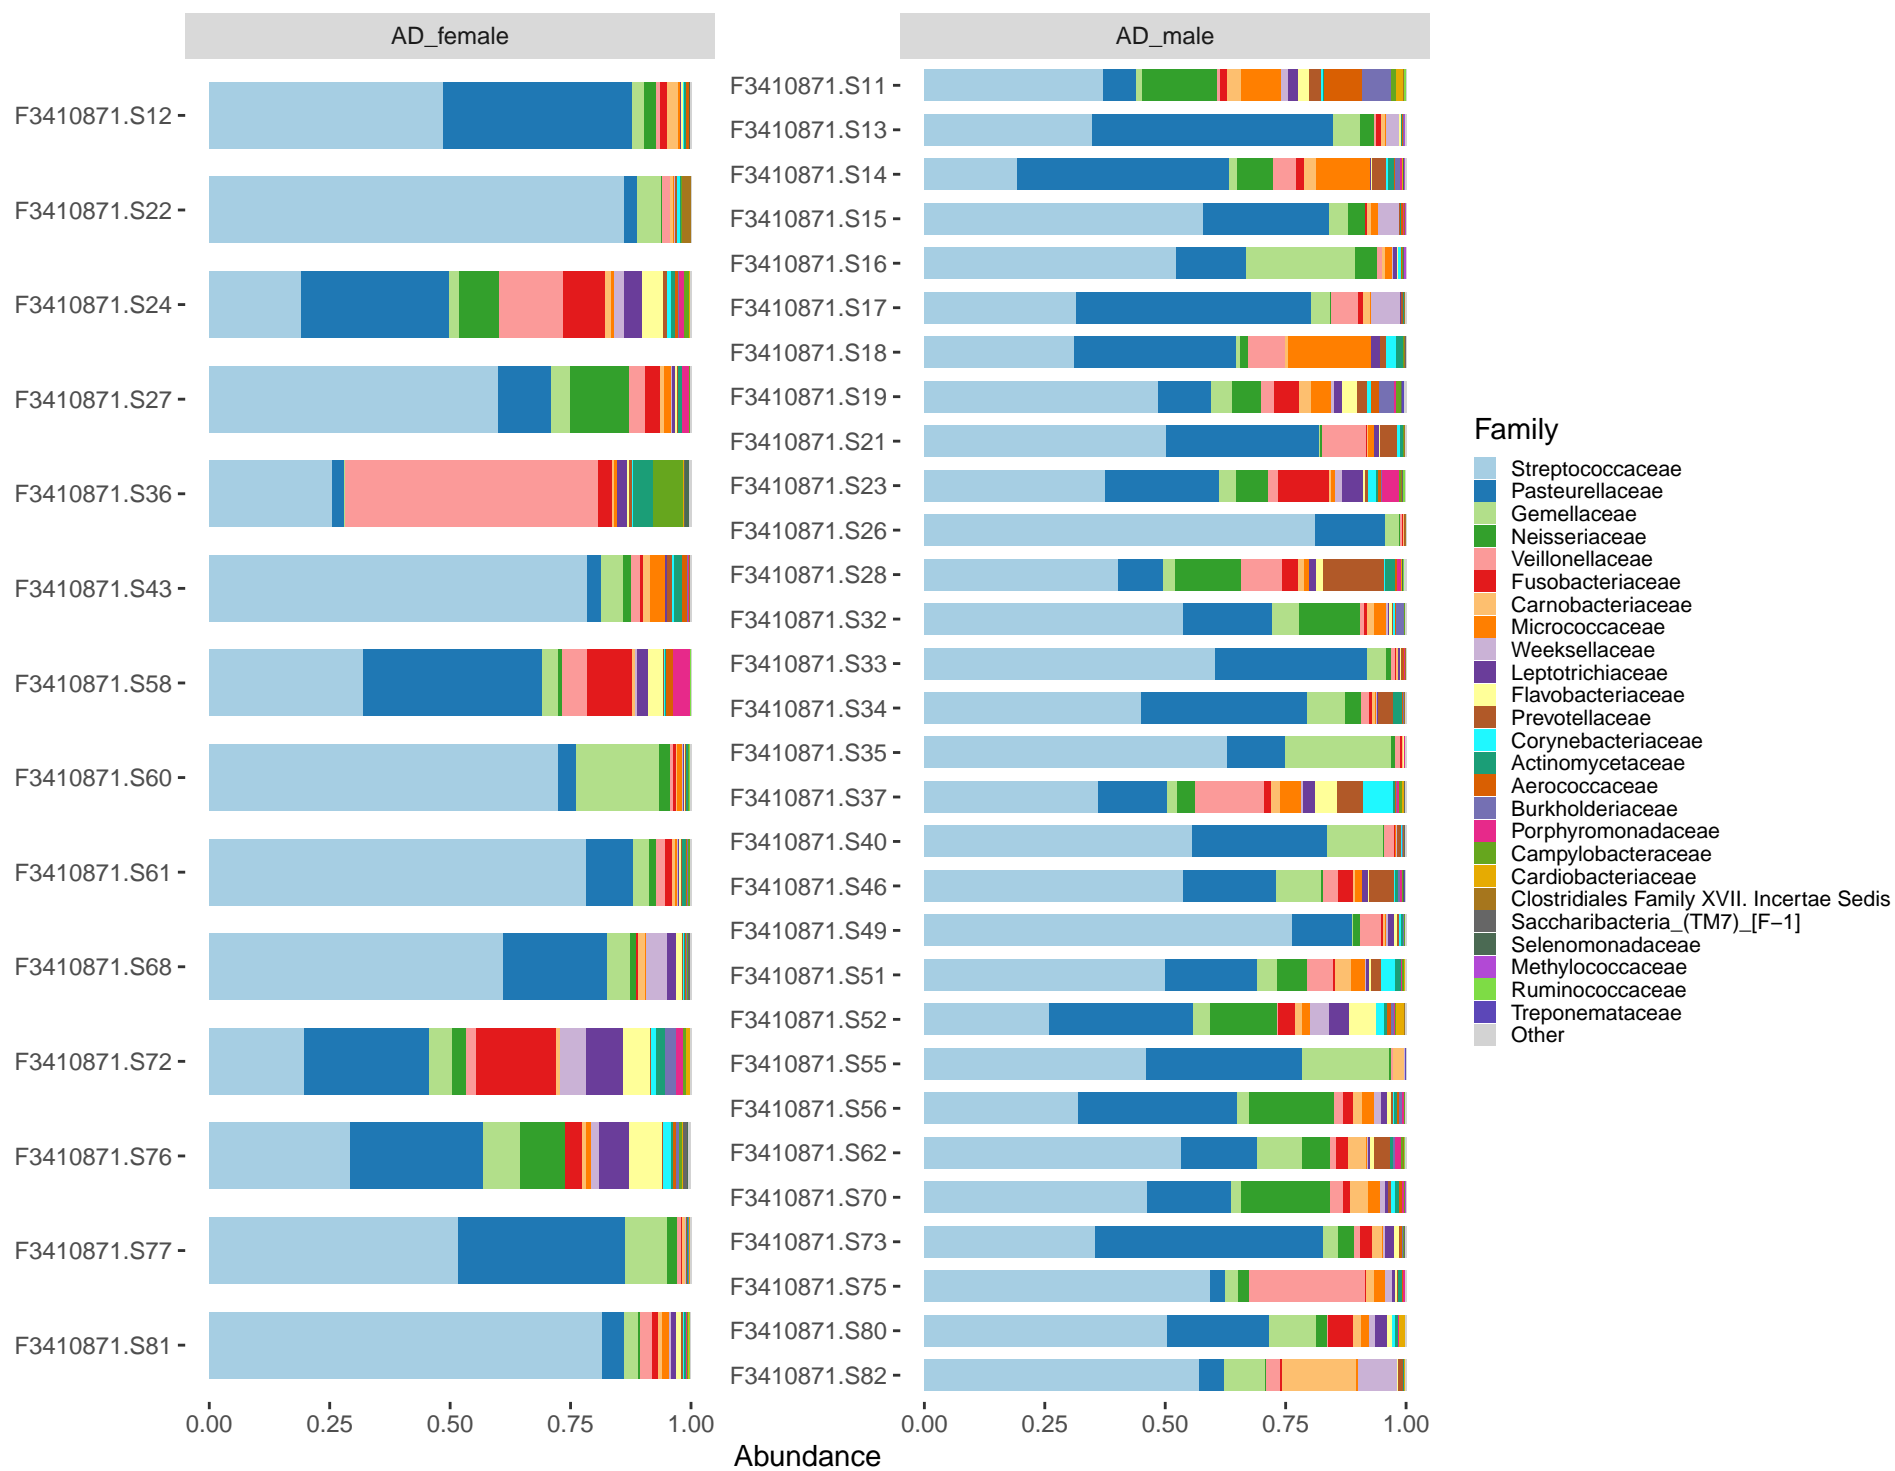 AD_female
F3410871.S12
F3410871.S22
F3410871.S24
F3410871.S27
F3410871.S36
F3410871.S43
F3410871.S58
F3410871.S60
F3410871.S61
F3410871.S68
F3410871.S72
F3410871.S76
F3410871.S77
F3410871.S81
0.00 0.25 0.50 0.75 1.00
AD_male
F3410871.S11
F3410871.S13
F3410871.S14
F3410871.S15
F3410871.S16
F3410871.S17
F3410871.S18
F3410871.S19
F3410871.S21
F3410871.S23
F3410871.S26
F3410871.S28
F3410871.S32
F3410871.S33
F3410871.S34
F3410871.S35
F3410871.S37
F3410871.S40
F3410871.S46
F3410871.S49
F3410871.S51
F3410871.S52
F3410871.S55
F3410871.S56
F3410871.S62
F3410871.S70
F3410871.S73
F3410871.S75
F3410871.S80
F3410871.S82
0.00 0.25 0.50 0.75 1.00
Abundance
Family
Streptococcaceae
Pasteurellaceae
Gemellaceae
Neisseriaceae
Veillonellaceae
Fusobacteriaceae
Carnobacteriaceae
Micrococcaceae
Weeksellaceae
Leptotrichiaceae
Flavobacteriaceae
Prevotellaceae
Corynebacteriaceae
Actinomycetaceae
Aerococcaceae
Burkholderiaceae
Porphyromonadaceae
Campylobacteraceae
Cardiobacteriaceae
Clostridiales Family XVII. Incertae Sedis
Saccharibacteria_(TM7)_[F−1]
Selenomonadaceae
Methylococcaceae
Ruminococcaceae
Treponemataceae
Other